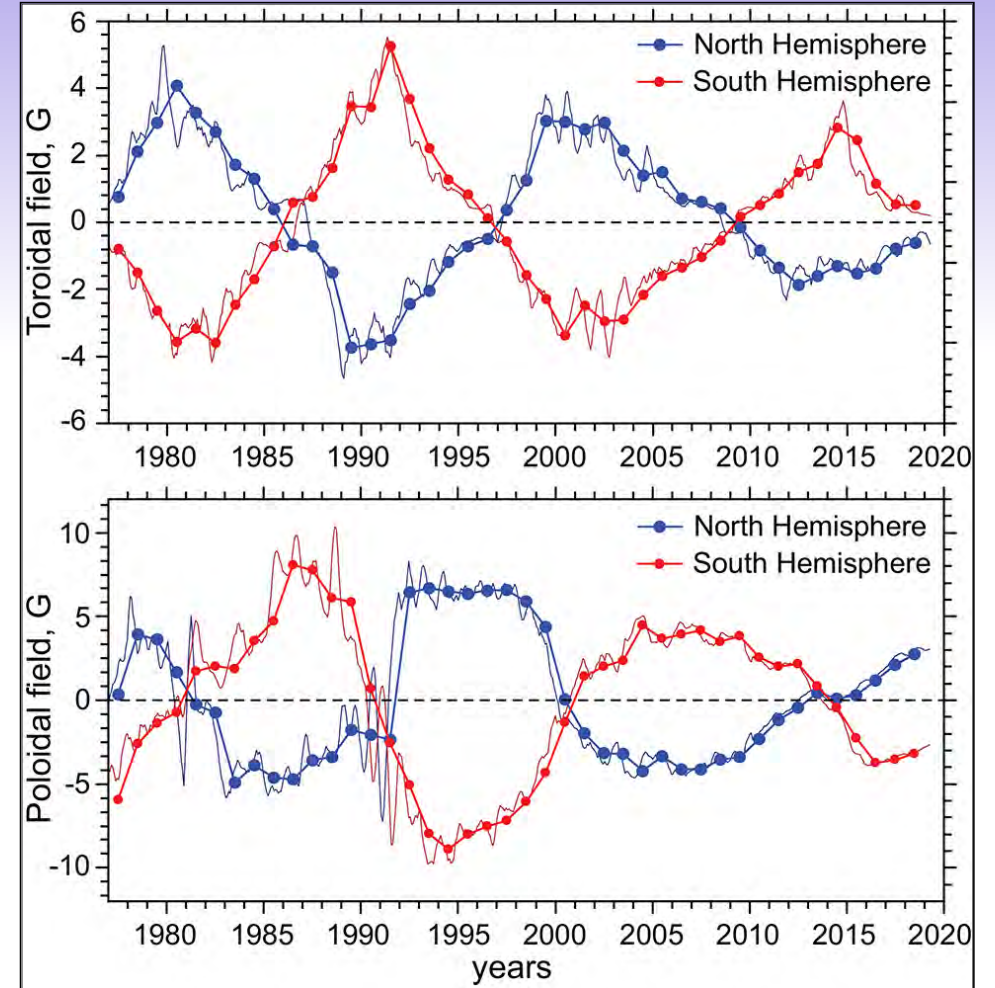 Toroidal field, G
6
4
2
0
-2
-4
-6
North Hemisphere
South Hemisphere
1980 1985 1990 1995 2000 2005 2010 2015 2020
Poloidal field, G
10
5
0
-5
-10
North Hemisphere
South Hemisphere
1980 1985 1990 1995 2000 2005 2010 2015 2020
years